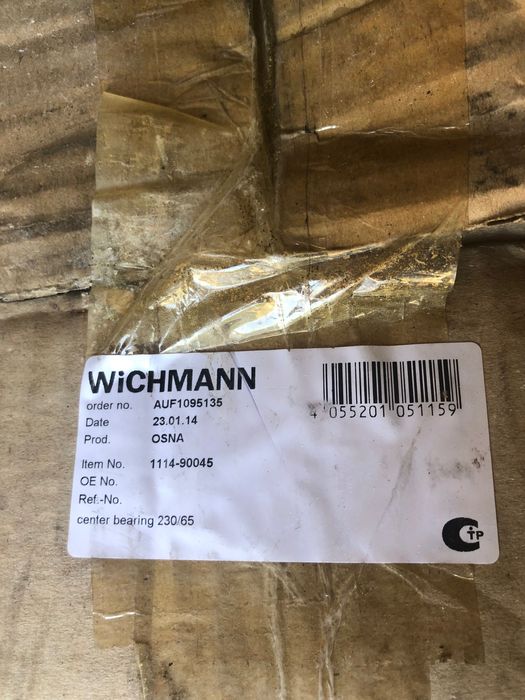 WiCHMANN
order no. AUF1095135
Date 23.01.14
Prod. OSNA
4 055201 051159
Item No. 1114-90045
OE No.
Ref.-No.
center bearing 230/65
C TP